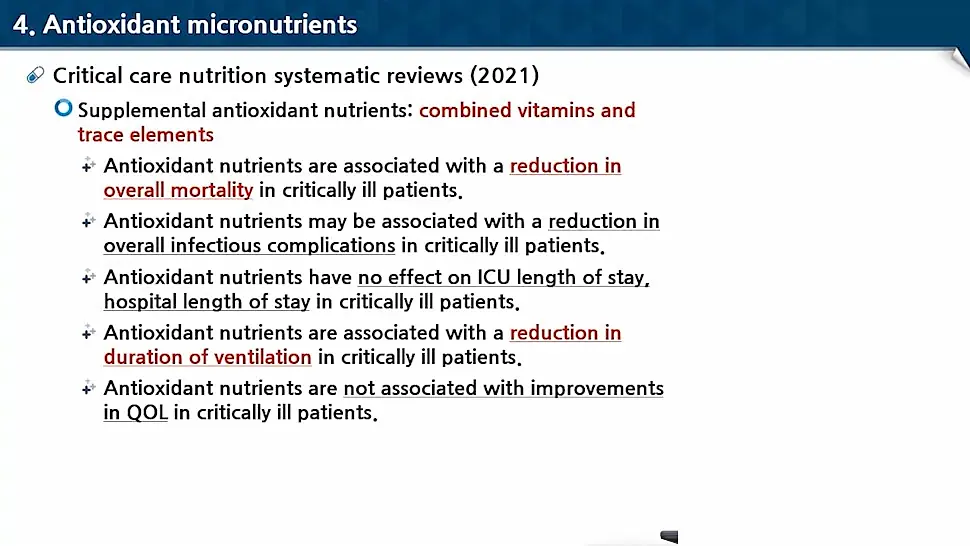 4. Antioxidant micronutrients
Critical care nutrition systematic reviews (2021)
Supplemental antioxidant nutrients: combined vitamins and
trace elements
Antioxidant nutrients are associated with a reduction in
overall mortality in critically ill patients.
Antioxidant nutrients may be associated with a reduction in
overall infectious complications in critically ill patients.
Antioxidant nutrients have no effect on ICU length of stay,
hospital length of stay in critically ill patients.
Antioxidant nutrients are associated with a reduction in
duration of ventilation in critically ill patients.
Antioxidant nutrients are not associated with improvements
in QOL in critically ill patients.